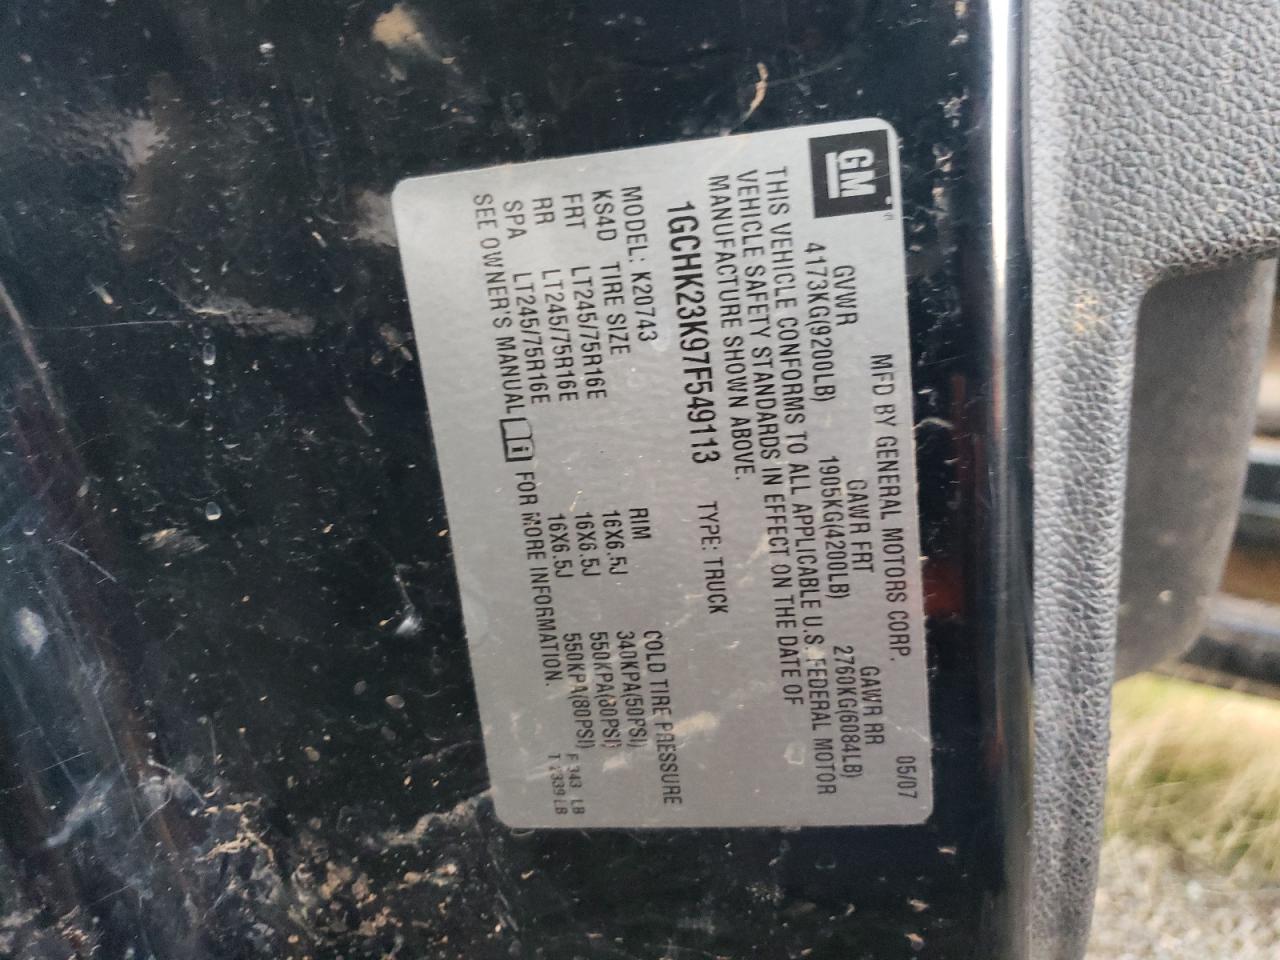 GM
MFD BY GENERAL MOTORS CORP. 05/07
GVWR GAWR FRT GAWR RR
4173KG(9200LB) 1905KG(4200LB) 2760KG(6084LB)
THIS VEHICLE CONFORMS TO ALL APPLICABLE U.S. FEDERAL MOTOR
VEHICLE SAFETY STANDARDS IN EFFECT ON THE DATE OF
MANUFACTURE SHOWN ABOVE.
1GCHK23K97F549113 TYPE: TRUCK
MODEL: K20743
KS4D TIRE SIZE RIM COLD TIRE PRESSURE
FRT LT245/75R16E 16X6.5J 340KPA(50PSI)
RR LT245/75R16E 16X6.5J 550KPA(80PSI)
SPA LT245/75R16E 16X6.5J 550KPA(80PSI)
SEE OWNER'S MANUAL i FOR MORE INFORMATION.
LB
LB